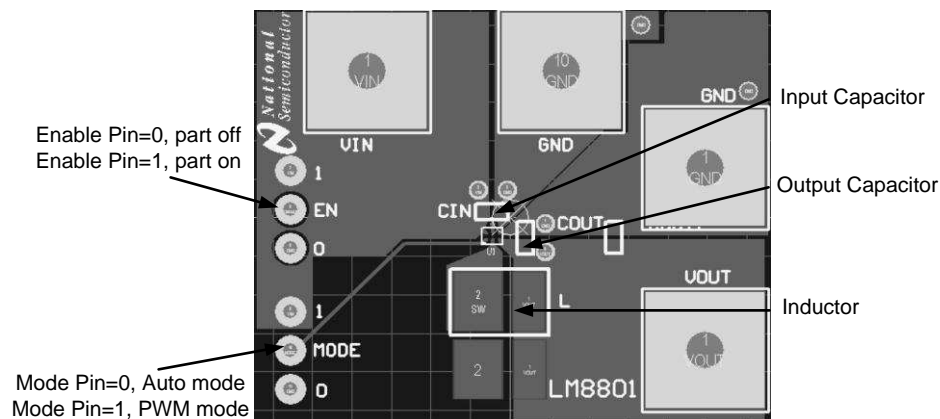 National
Semiconductor
1
VIN
VIN
10
GND
GND
GND
1
GND
Input Capacitor
Enable Pin=0, part off
Enable Pin=1, part on
1
EN
0
CIN
COUT
Output Capacitor
VOUT
2
SW
L
Inductor
1
MODE
0
1
VOUT
2
LM8801
Mode Pin=0, Auto mode
Mode Pin=1, PWM mode